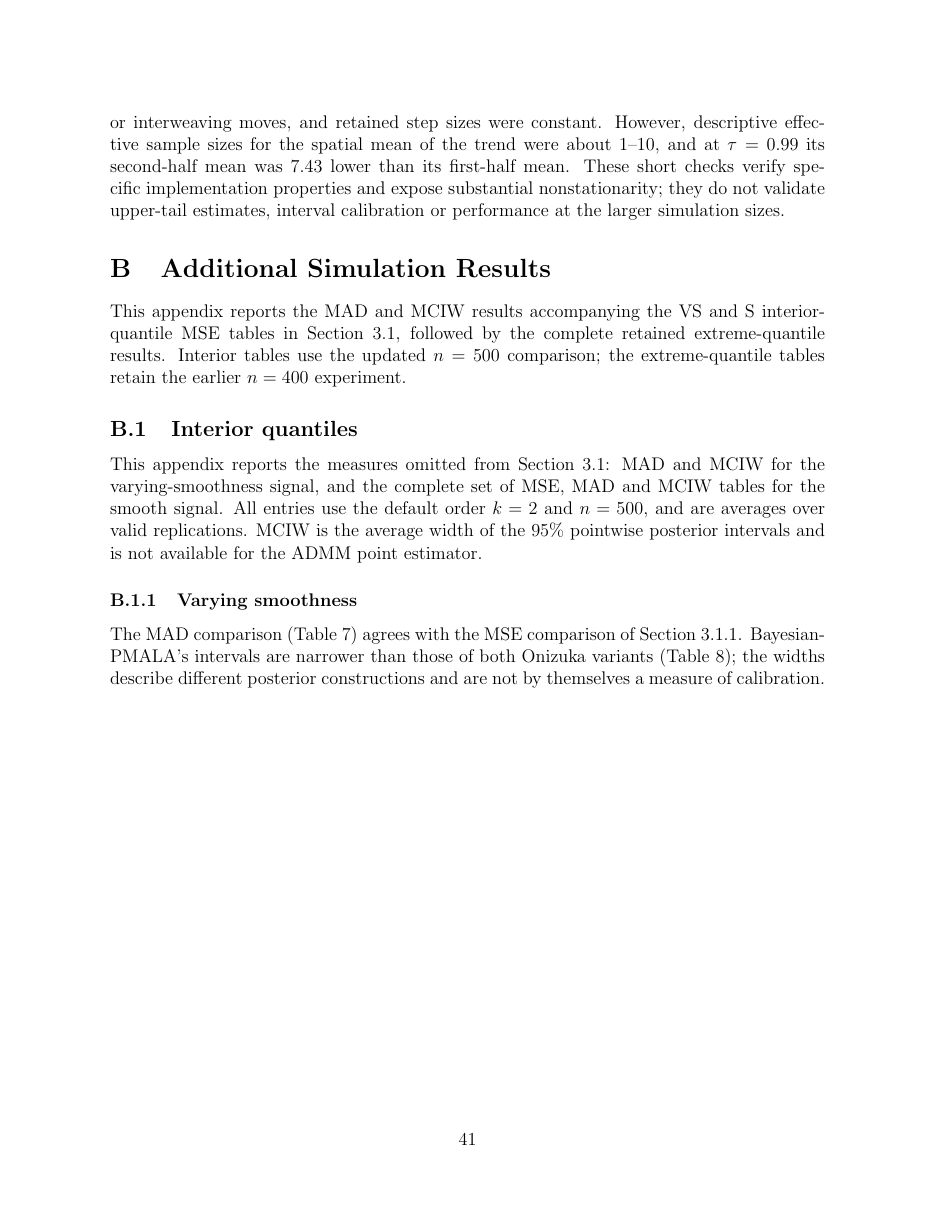 or interweaving moves, and retained step sizes were constant. However, descriptive effec-
tive sample sizes for the spatial mean of the trend were about 1–10, and at τ = 0.99 its
second-half mean was 7.43 lower than its first-half mean. These short checks verify spe-
cific implementation properties and expose substantial nonstationarity; they do not validate
upper-tail estimates, interval calibration or performance at the larger simulation sizes.
B Additional Simulation Results
This appendix reports the MAD and MCIW results accompanying the VS and S interior-
quantile MSE tables in Section 3.1, followed by the complete retained extreme-quantile
results. Interior tables use the updated n = 500 comparison; the extreme-quantile tables
retain the earlier n = 400 experiment.
B.1 Interior quantiles
This appendix reports the measures omitted from Section 3.1: MAD and MCIW for the
varying-smoothness signal, and the complete set of MSE, MAD and MCIW tables for the
smooth signal. All entries use the default order k = 2 and n = 500, and are averages over
valid replications. MCIW is the average width of the 95% pointwise posterior intervals and
is not available for the ADMM point estimator.
B.1.1 Varying smoothness
The MAD comparison (Table 7) agrees with the MSE comparison of Section 3.1.1. Bayesian-
PMALA's intervals are narrower than those of both Onizuka variants (Table 8); the widths
describe different posterior constructions and are not by themselves a measure of calibration.
41